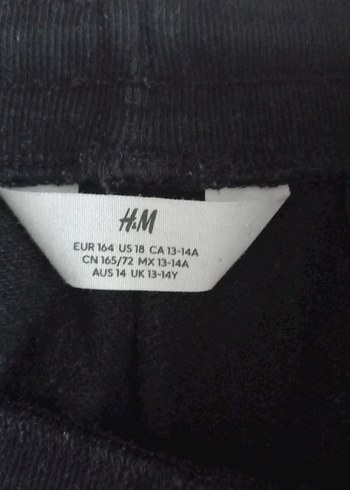 H&M
EUR 164 US 18 CA 13-14A
CN 165/72 MX 13-14A
AUS 14 UK 13-14Y